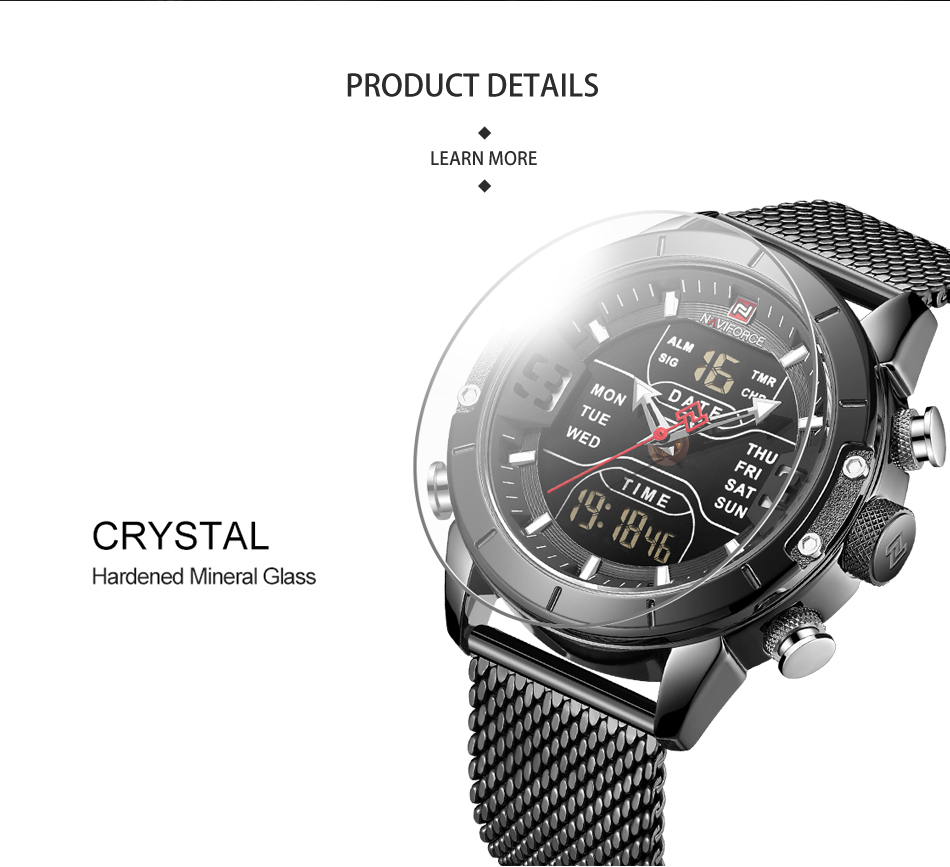 PRODUCT DETAILS
LEARN MORE
NAVIFORCE
ALM
SIG
16
TMR
DATE
MON
TUE
WED
THU
FRI
SAT
SUN
TIME
19:18 46
CRYSTAL
Hardened Mineral Glass